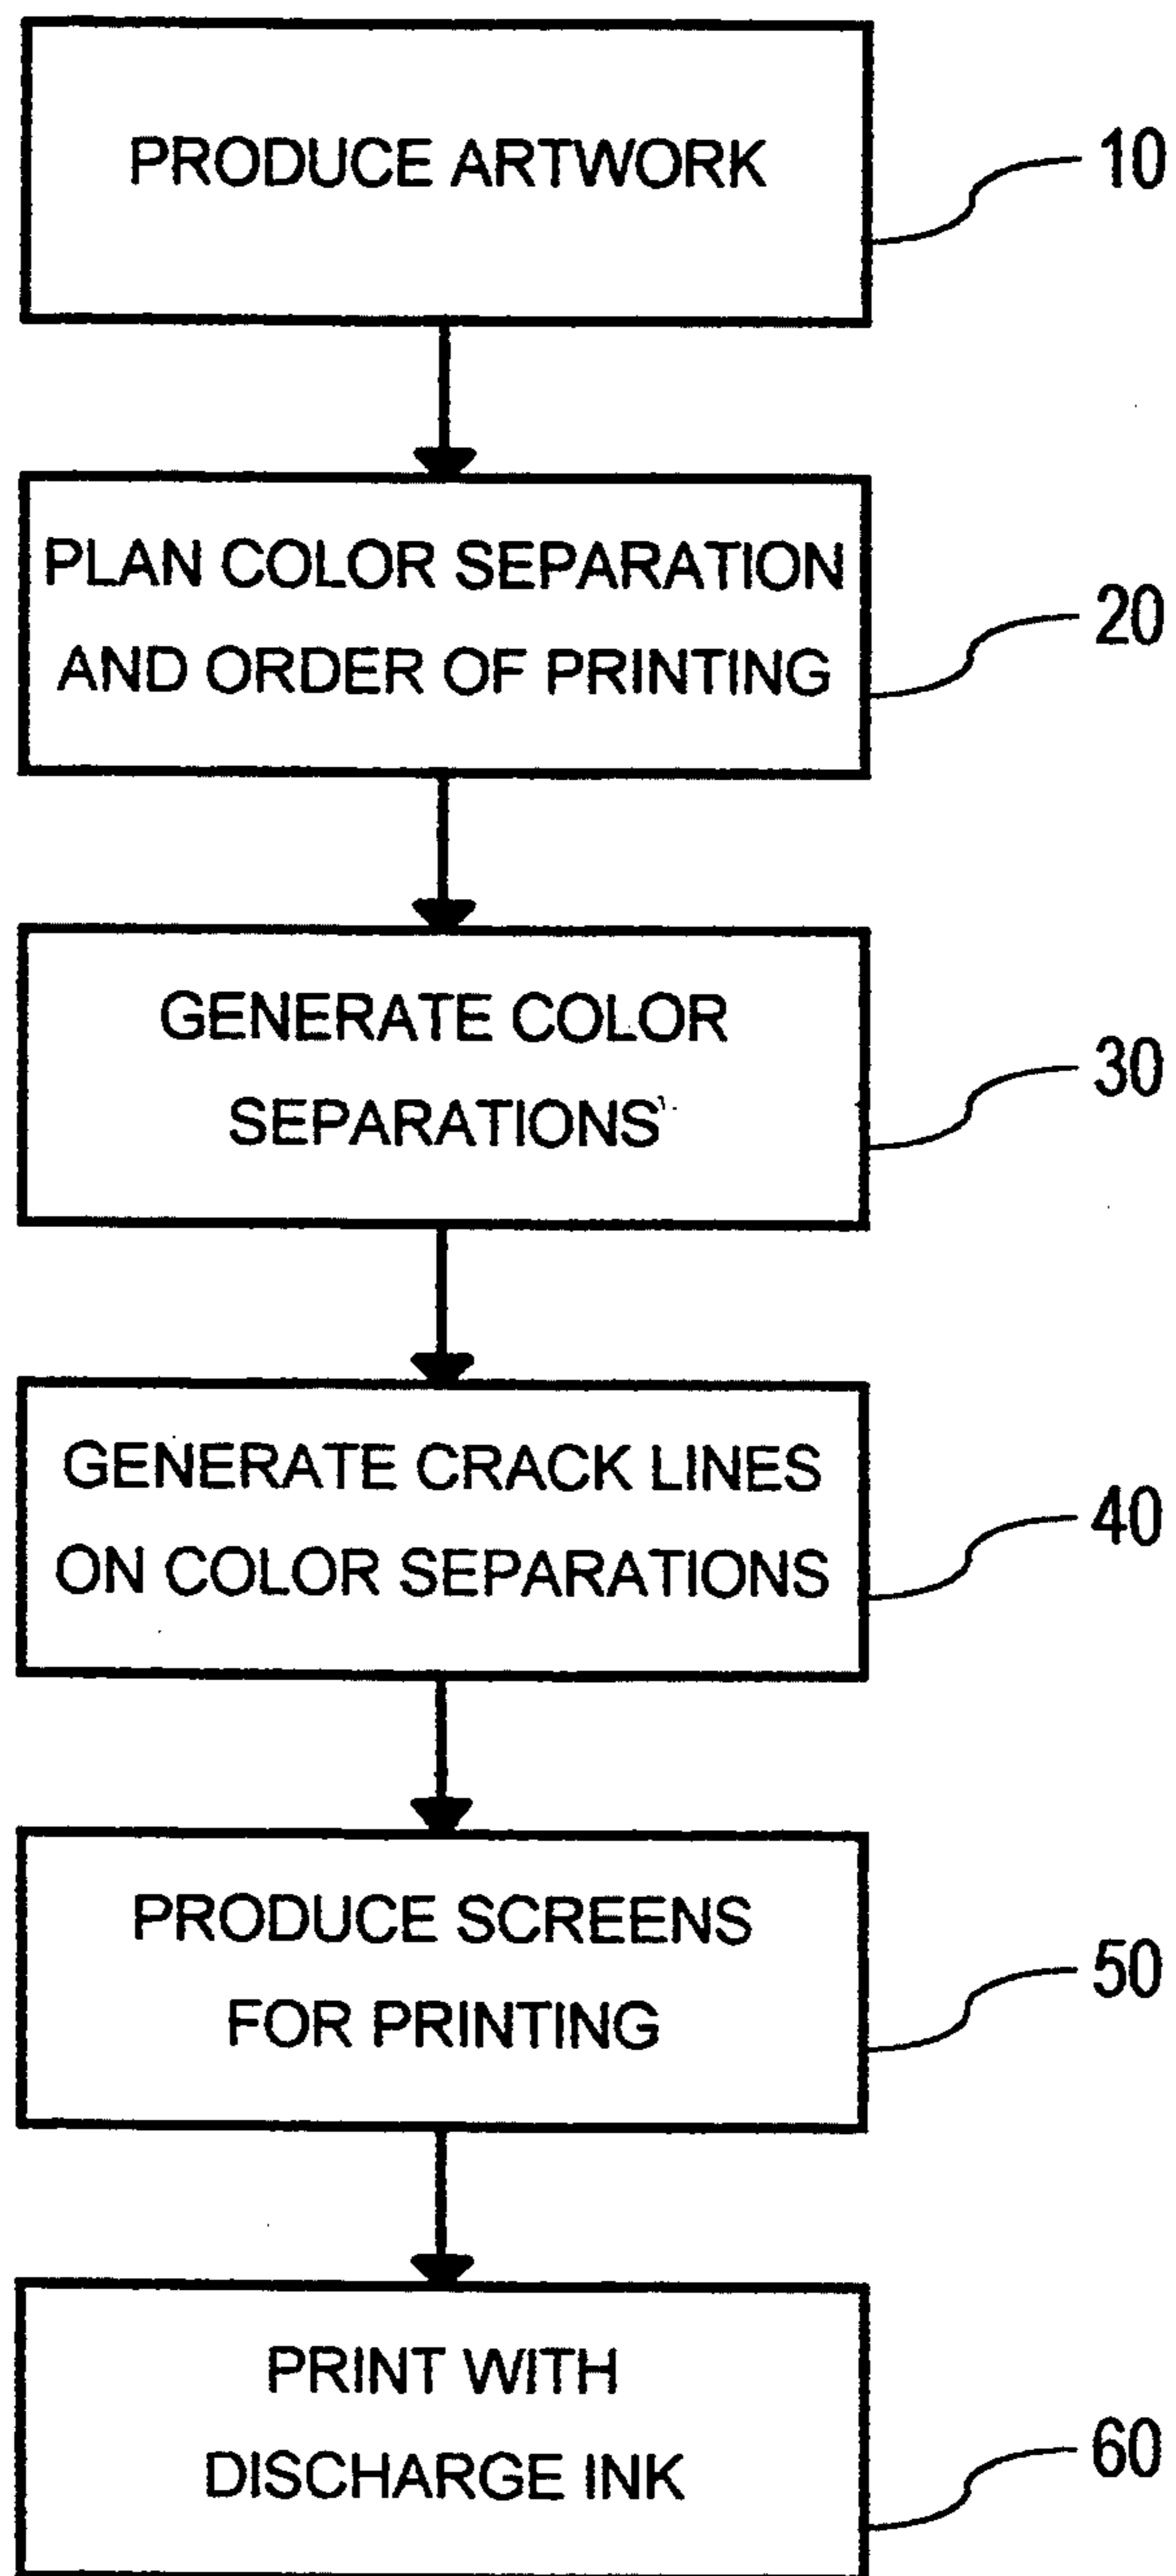 PRODUCE ARTWORK
10
PLAN COLOR SEPARATION
AND ORDER OF PRINTING
20
GENERATE COLOR
SEPARATIONS
30
GENERATE CRACK LINES
ON COLOR SEPARATIONS
40
PRODUCE SCREENS
FOR PRINTING
50
PRINT WITH
DISCHARGE INK
60